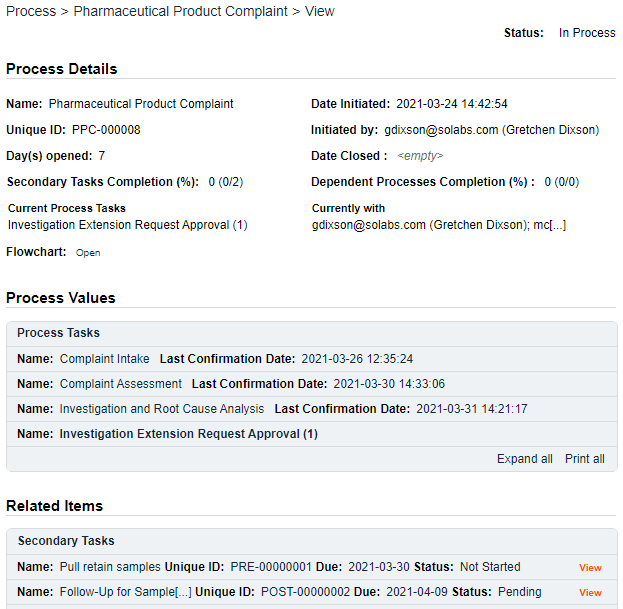 Process > Pharmaceutical Product Complaint > View
Status: In Process
Process Details
Name: Pharmaceutical Product Complaint Date Initiated: 2021-03-24 14:42:54
Unique ID: PPC-000008 Initiated by: gdixson@solabs.com (Gretchen Dixson)
Day(s) opened: 7 Date Closed : <empty>
Secondary Tasks Completion (%): 0 (0/2) Dependent Processes Completion (%) : 0 (0/0)
Current Process Tasks Currently with
Investigation Extension Request Approval (1) gdixson@solabs.com (Gretchen Dixson); mc[...]
Flowchart: Open
Process Values
Process Tasks
Name: Complaint Intake Last Confirmation Date: 2021-03-26 12:35:24
Name: Complaint Assessment Last Confirmation Date: 2021-03-30 14:33:06
Name: Investigation and Root Cause Analysis Last Confirmation Date: 2021-03-31 14:21:17
Name: Investigation Extension Request Approval (1)
Expand all Print all
Related Items
Secondary Tasks
Name: Pull retain samples Unique ID: PRE-00000001 Due: 2021-03-30 Status: Not Started View
Name: Follow-Up for Sample[...] Unique ID: POST-00000002 Due: 2021-04-09 Status: Pending View